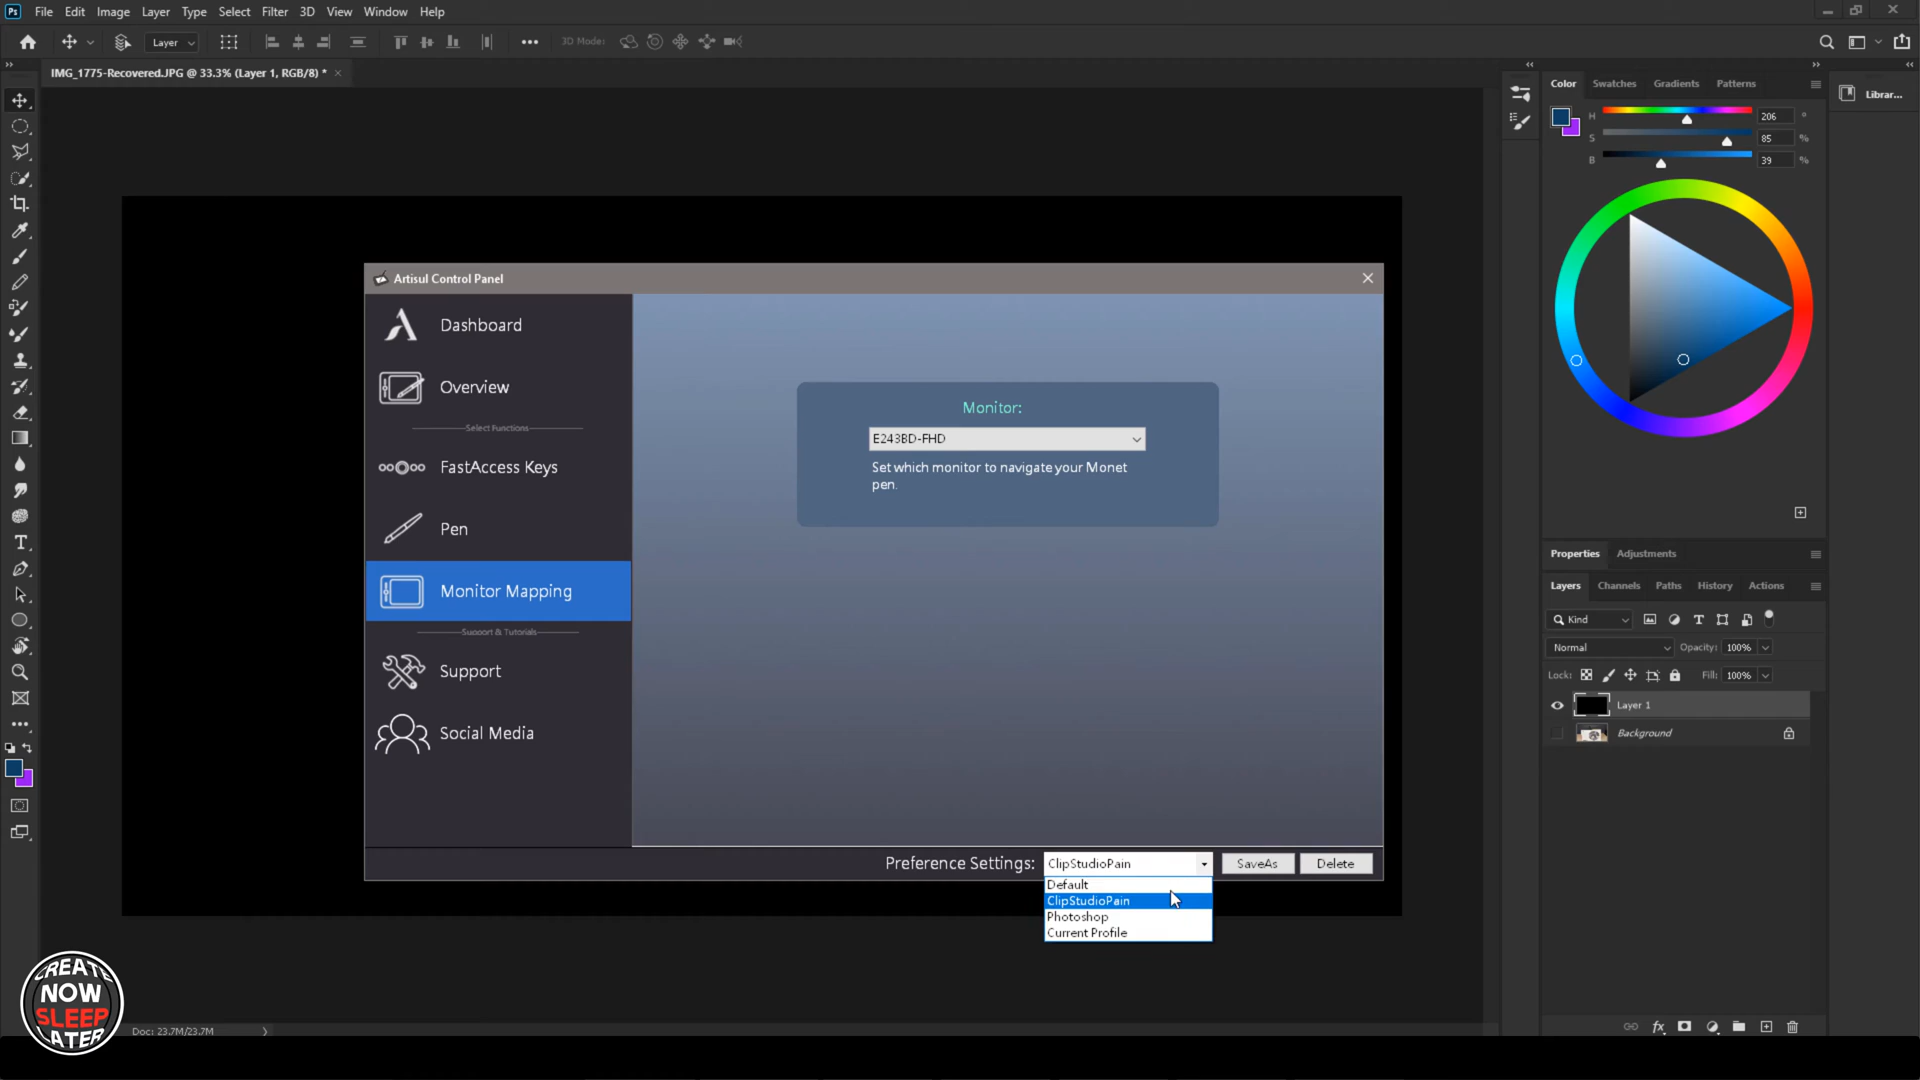 Ps File Edit Image Layer Type Select Filter 3D View Window Help
Layer 3D Mode:
IMG_1775-Recovered.JPG @ 33.3% (Layer 1, RGB/8) *
Artisul Control Panel
Dashboard
Overview
Select Functions
FastAccess Keys
Pen
Monitor Mapping
Support & Tutorials
Support
Social Media
Monitor:
E243BD-FHD
Set which monitor to navigate your Monet
pen.
Preference Settings: ClipStudioPain SaveAs Delete
Default
ClipStudioPain
Photoshop
Current Profile
Color Swatches Gradients Patterns
H 206 °
S 85 %
B 39 %
Librar...
Properties Adjustments
Layers Channels Paths History Actions
Kind
Normal Opacity: 100%
Lock: Fill: 100%
Layer 1
Background
fx
Doc: 23.7M/23.7M
CREATE
NOW
SLEEP
LATER